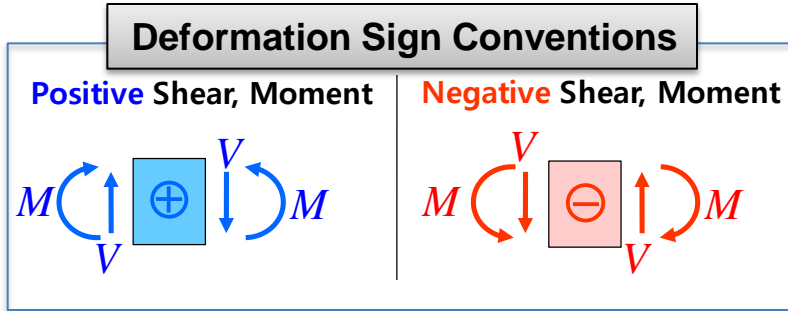 Deformation Sign Conventions
Positive Shear, Moment
M
V
V
M
⊕
Negative Shear, Moment
M
V
V
M
⊖